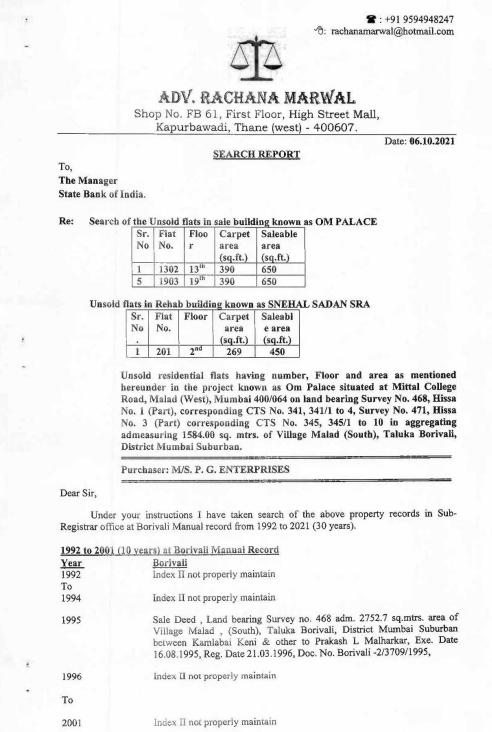 ☎ : +91 9594948247
rachanamarwal@hotmail.com
ADV. RACHANA MARWAL
Shop No. FB 61, First Floor, High Street Mall,
Kapurbawadi, Thane (west) - 400607.
Date: 06.10.2021
SEARCH REPORT
To,
The Manager
State Bank of India.
Re: Search of the Unsold flats in sale building known as OM PALACE
Sr. Flat Floo Carpet Saleable
No No. r area area
(sq.ft.) (sq.ft.)
1 1302 13th 390 650
5 1903 19th 390 650
Unsold flats in Rehab building known as SNEHAL SADAN SRA
Sr. Flat Floor Carpet Saleabl
No No. area e area
. (sq.ft.) (sq.ft.)
1 201 2nd 269 450
Unsold residential flats having number, Floor and area as mentioned
hereunder in the project known as Om Palace situated at Mittal College
Road, Malad (West), Mumbai 400/064 on land bearing Survey No. 468, Hissa
No. 1 (Part), corresponding CTS No. 341, 341/1 to 4, Survey No. 471, Hissa
No. 3 (Part) corresponding CTS No. 345, 345/1 to 10 in aggregating
admeasuring 1584.00 sq. mtrs. of Village Malad (South), Taluka Borivali,
District Mumbai Suburban.
Purchaser: M/S. P. G. ENTERPRISES
Dear Sir,
Under your instructions I have taken search of the above property records in Sub-
Registrar office at Borivali Manual record from 1992 to 2021 (30 years).
1992 to 2001 (10 years) at Borivali Manual Record
Year Borivali
1992 Index II not properly maintain
To
1994 Index II not properly maintain
1995 Sale Deed , Land bearing Survey no. 468 adm. 2752.7 sq.mtrs. area of
Village Malad , (South), Taluka Borivali, District Mumbai Suburban
between Kamlabai Keni & other to Prakash L Malharkar, Exe. Date
16.08.1995, Reg. Date 21.03.1996, Doc. No. Borivali -2/3709/1995,
1996 Index II not properly maintain
To
2001 Index II not properly maintain